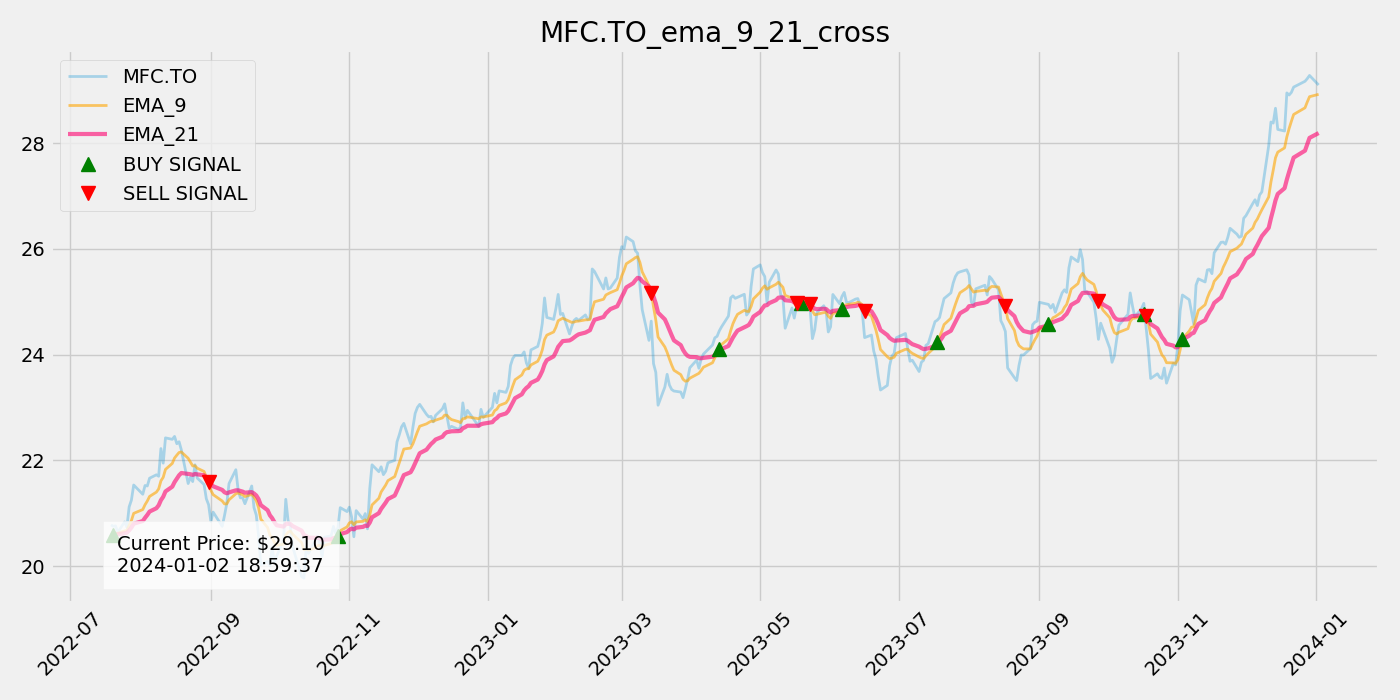 MFC.TO_ema_9_21_cross
MFC.TO
EMA_9
EMA_21
BUY SIGNAL
SELL SIGNAL
28
26
24
22
20
Current Price: $29.10
2024-01-02 18:59:37
2022-07
2022-09
2022-11
2023-01
2023-03
2023-05
2023-07
2023-09
2023-11
2024-01